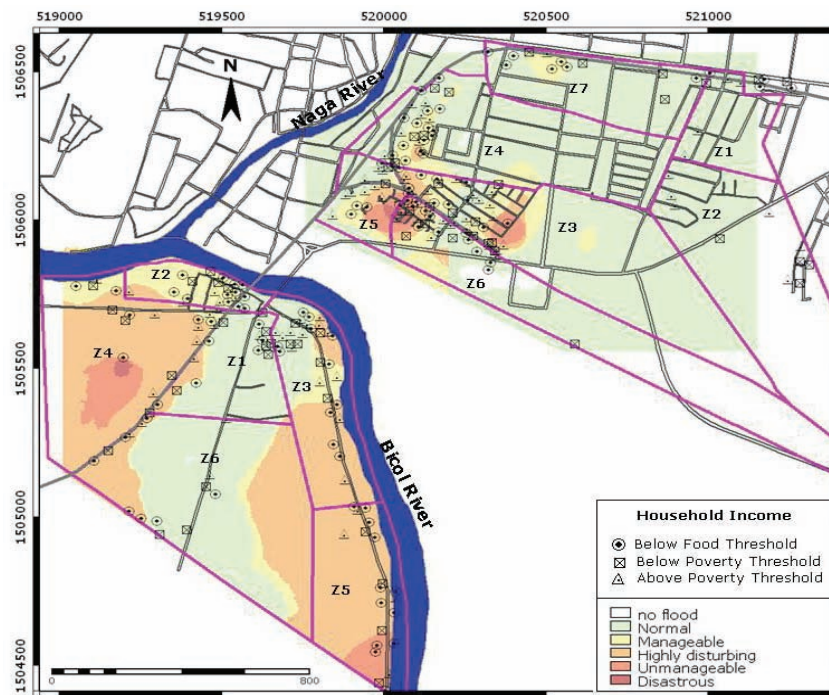 519000 519500 520000 520500 521000
1506500
1506000
1505500
1505000
1504500
N
Naga River
Z7
Z4
Z1
Z5
Z3
Z2
Z6
Z2
Z4
Z1
Z3
Z6
Z5
Bicol River
0 800
Household Income
Below Food Threshold
Below Poverty Threshold
Above Poverty Threshold
no flood
Normal
Manageable
Highly disturbing
Unmanageable
Disastrous